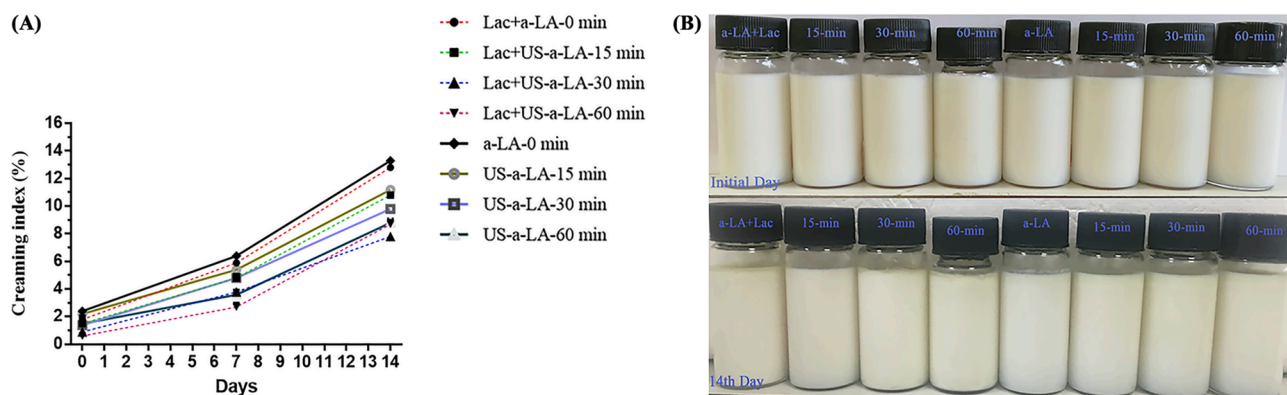 (A)
Lac+a-LA-0 min
Lac+US-a-LA-15 min
Lac+US-a-LA-30 min
Lac+US-a-LA-60 min
a-LA-0 min
US-a-LA-15 min
US-a-LA-30 min
US-a-LA-60 min
Creaming index (%)
16
14
12
10
8
6
4
2
0
0 1 2 3 4 5 6 7 8 9 10 11 12 13 14
Days
(B)
a-LA+Lac 15-min 30-min 60-min a-LA 15-min 30-min 60-min
Initial Day
a-LA+Lac 15-min 30-min 60-min a-LA 15-min 30-min 60-min
14th Day